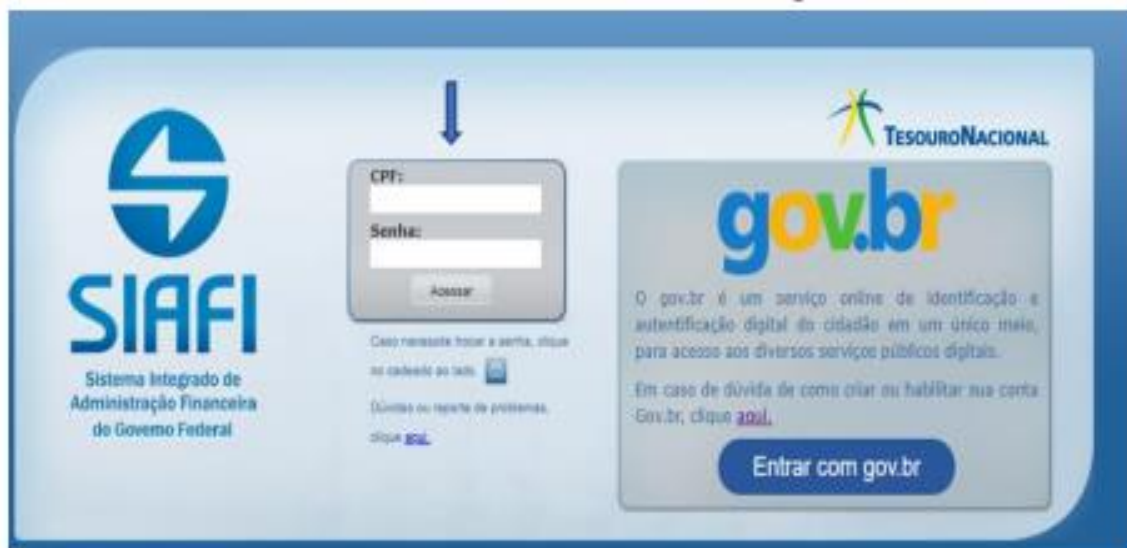 SIAFI
Sistema Integrado de
Administração Financeira
do Governo Federal
CPF:
Senha:
Acessar
Caso necessite trocar a senha, clique
no cadeado ao lado.
Dúvidas ou reporte de problemas,
clique aqui.
TESOURONACIONAL
gov.br
O gov.br é um serviço online de identificação e
autentificação digital do cidadão em um único meio,
para acesso aos diversos serviços públicos digitais.
Em caso de dúvida de como criar ou habilitar sua conta
Gov.br, clique aqui.
Entrar com gov.br